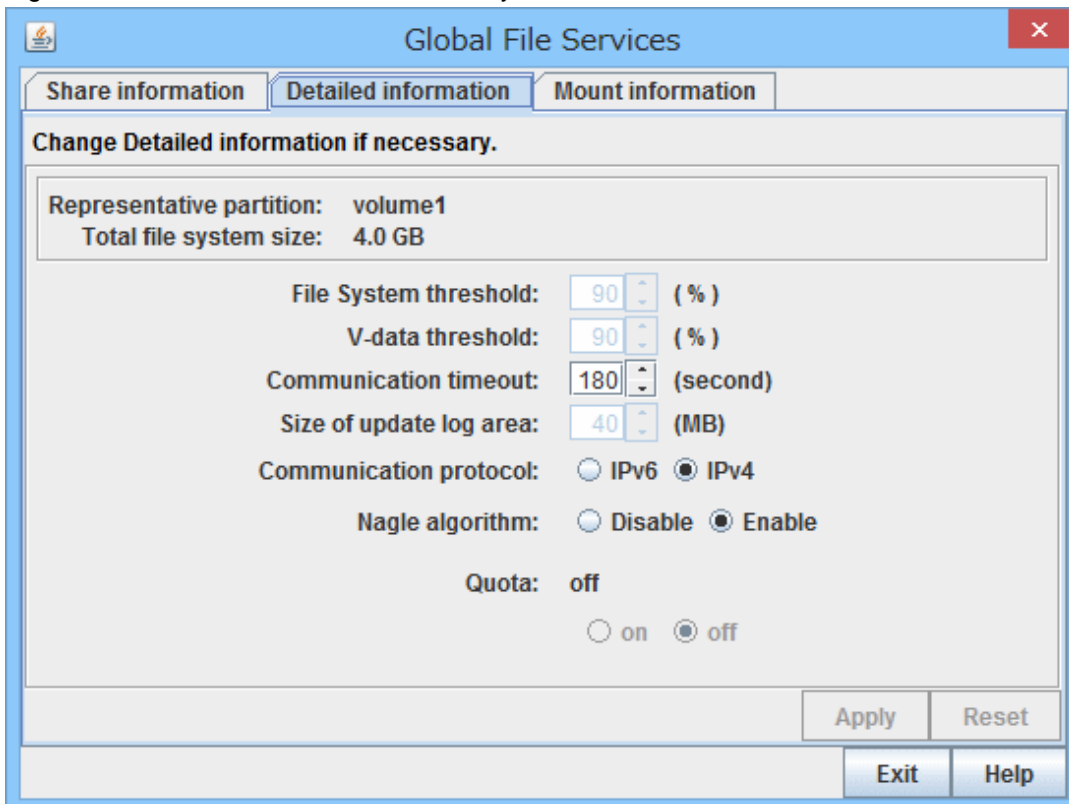 Global File Services
Share information Detailed information Mount information
Change Detailed information if necessary.
Representative partition: volume1
Total file system size: 4.0 GB
File System threshold: 90 ( % )
V-data threshold: 90 ( % )
Communication timeout: 180 (second)
Size of update log area: 40 (MB)
Communication protocol: IPv6 IPv4
Nagle algorithm: Disable Enable
Quota: off
on off
Apply Reset
Exit Help